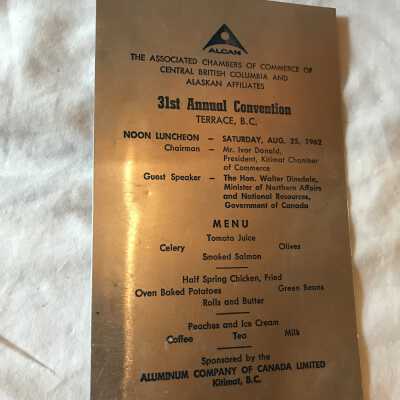 ALCAN
THE ASSOCIATED CHAMBERS OF COMMERCE OF
CENTRAL BRITISH COLUMBIA AND
ALASKAN AFFILIATES
31st Annual Convention
TERRACE, B.C.
NOON LUNCHEON – SATURDAY, AUG. 25, 1962
Chairman – Mr. Ivor Donald,
President, Kitimat Chamber
of Commerce
Guest Speaker – The Hon. Walter Dinsdale,
Minister of Northern Affairs
and National Resources,
Government of Canada
MENU
Tomato Juice
Celery Olives
Smoked Salmon
Half Spring Chicken, Fried
Oven Baked Potatoes Green Beans
Rolls and Butter
Peaches and Ice Cream
Coffee Tea Milk
Sponsored by the
ALUMINUM COMPANY OF CANADA LIMITED
Kitimat, B.C.